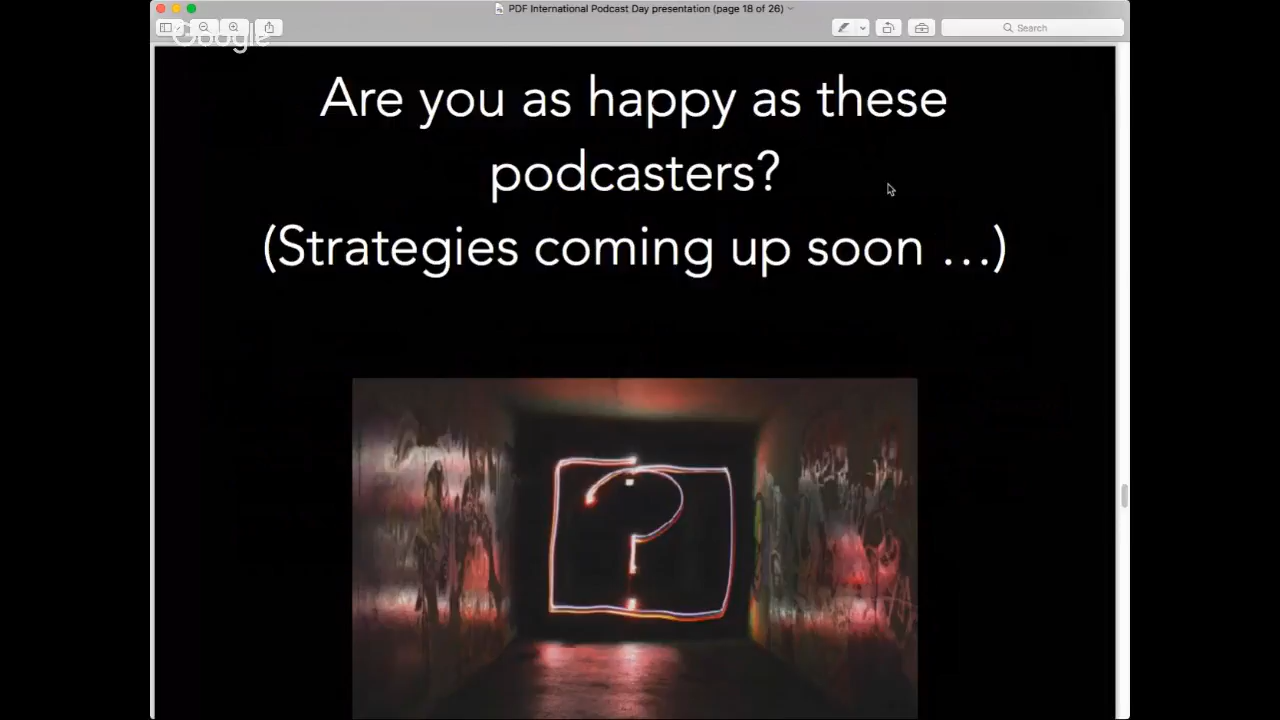 PDF International Podcast Day presentation (page 18 of 26)
Google
Search
Are you as happy as these
podcasters?
(Strategies coming up soon …)
?